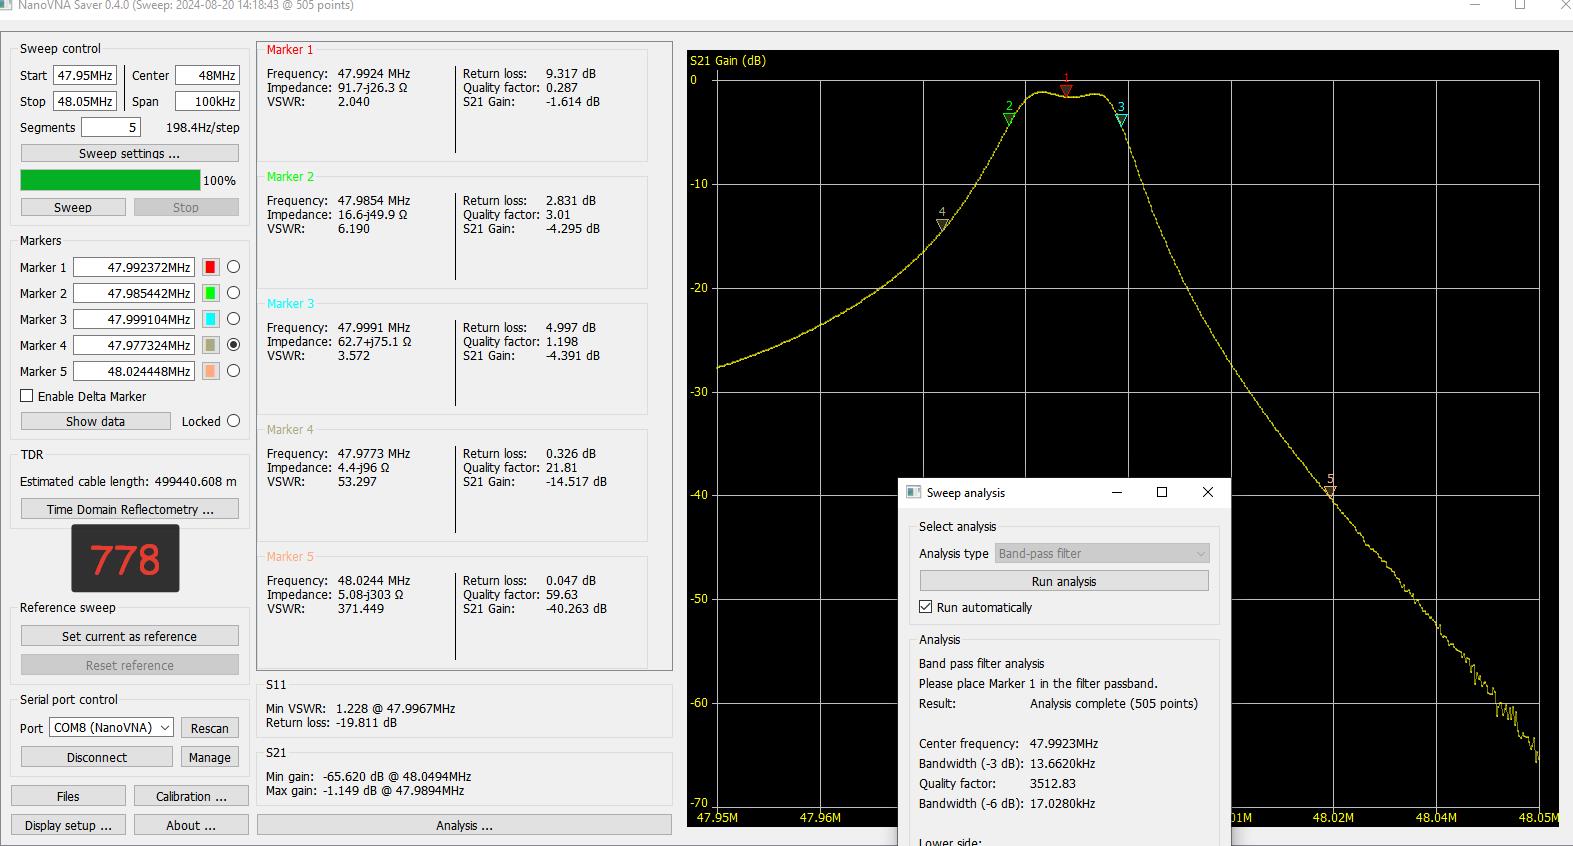 NanoVNA Saver 0.4.0 (Sweep: 2024-08-20 14:18:43 @ 505 points)
Sweep control
Start 47.95MHz Center 48MHz
Stop 48.05MHz Span 100kHz
Segments 5 198.4Hz/step
Sweep settings ...
100%
Sweep Stop
Markers
Marker 1 47.992372MHz
Marker 2 47.985442MHz
Marker 3 47.999104MHz
Marker 4 47.977324MHz
Marker 5 48.024448MHz
Enable Delta Marker
Show data Locked
TDR
Estimated cable length: 499440.608 m
Time Domain Reflectometry ...
778
Reference sweep
Set current as reference
Reset reference
Serial port control
Port COM8 (NanoVNA) Rescan
Disconnect Manage
Files Calibration ...
Display setup ... About ...
Marker 1
Frequency: 47.9924 MHz Return loss: 9.317 dB
Impedance: 91.7-j26.3 Ω Quality factor: 0.287
VSWR: 2.040 S21 Gain: -1.614 dB
Marker 2
Frequency: 47.9854 MHz Return loss: 2.831 dB
Impedance: 16.6-j49.9 Ω Quality factor: 3.01
VSWR: 6.190 S21 Gain: -4.295 dB
Marker 3
Frequency: 47.9991 MHz Return loss: 4.997 dB
Impedance: 62.7+j75.1 Ω Quality factor: 1.198
VSWR: 3.572 S21 Gain: -4.391 dB
Marker 4
Frequency: 47.9773 MHz Return loss: 0.326 dB
Impedance: 4.4-j96 Ω Quality factor: 21.81
VSWR: 53.297 S21 Gain: -14.517 dB
Marker 5
Frequency: 48.0244 MHz Return loss: 0.047 dB
Impedance: 5.08-j303 Ω Quality factor: 59.63
VSWR: 371.449 S21 Gain: -40.263 dB
S11
Min VSWR: 1.228 @ 47.9967MHz
Return loss: -19.811 dB
S21
Min gain: -65.620 dB @ 48.0494MHz
Max gain: -1.149 dB @ 47.9894MHz
Analysis ...
S21 Gain (dB)
0
-10
-20
-30
-40
-50
-60
-70
1
2
3
4
5
47.95M 47.96M 01M 48.02M 48.04M 48.05M
Sweep analysis
Select analysis
Analysis type Band-pass filter
Run analysis
Run automatically
Analysis
Band pass filter analysis
Please place Marker 1 in the filter passband.
Result: Analysis complete (505 points)
Center frequency: 47.9923MHz
Bandwidth (-3 dB): 13.6620kHz
Quality factor: 3512.83
Bandwidth (-6 dB): 17.0280kHz
Lower side: